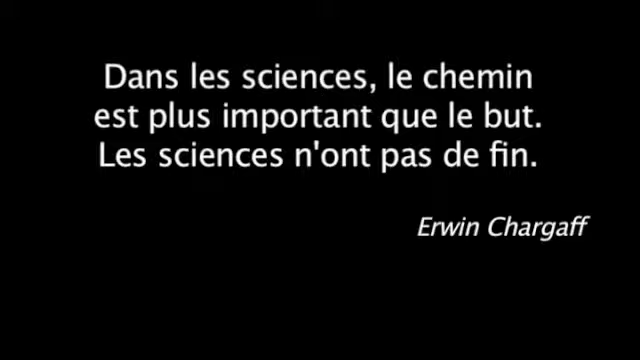 Dans les sciences, le chemin
est plus important que le but.
Les sciences n'ont pas de fin.
Erwin Chargaff